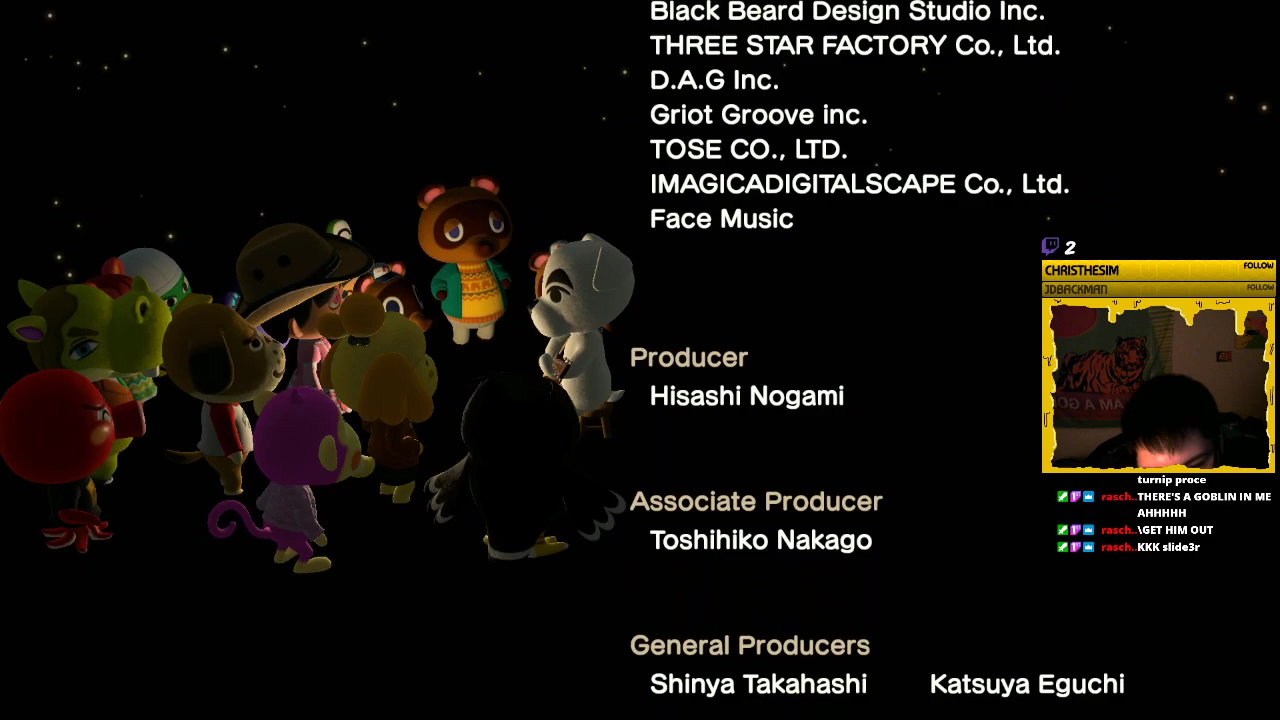 Black Beard Design Studio Inc.
THREE STAR FACTORY Co., Ltd.
D.A.G Inc.
Griot Groove inc.
TOSE CO., LTD.
IMAGICADIGITALSCAPE Co., Ltd.
Face Music
Producer
Hisashi Nogami
Associate Producer
Toshihiko Nakago
General Producers
Shinya Takahashi Katsuya Eguchi
2
CHRISTHESIM FOLLOW
JDBACKMAN FOLLOW
turnip proce
rasch..THERE'S A GOBLIN IN ME
AHHHHH
rasch..\GET HIM OUT
rasch..KKK slide3r